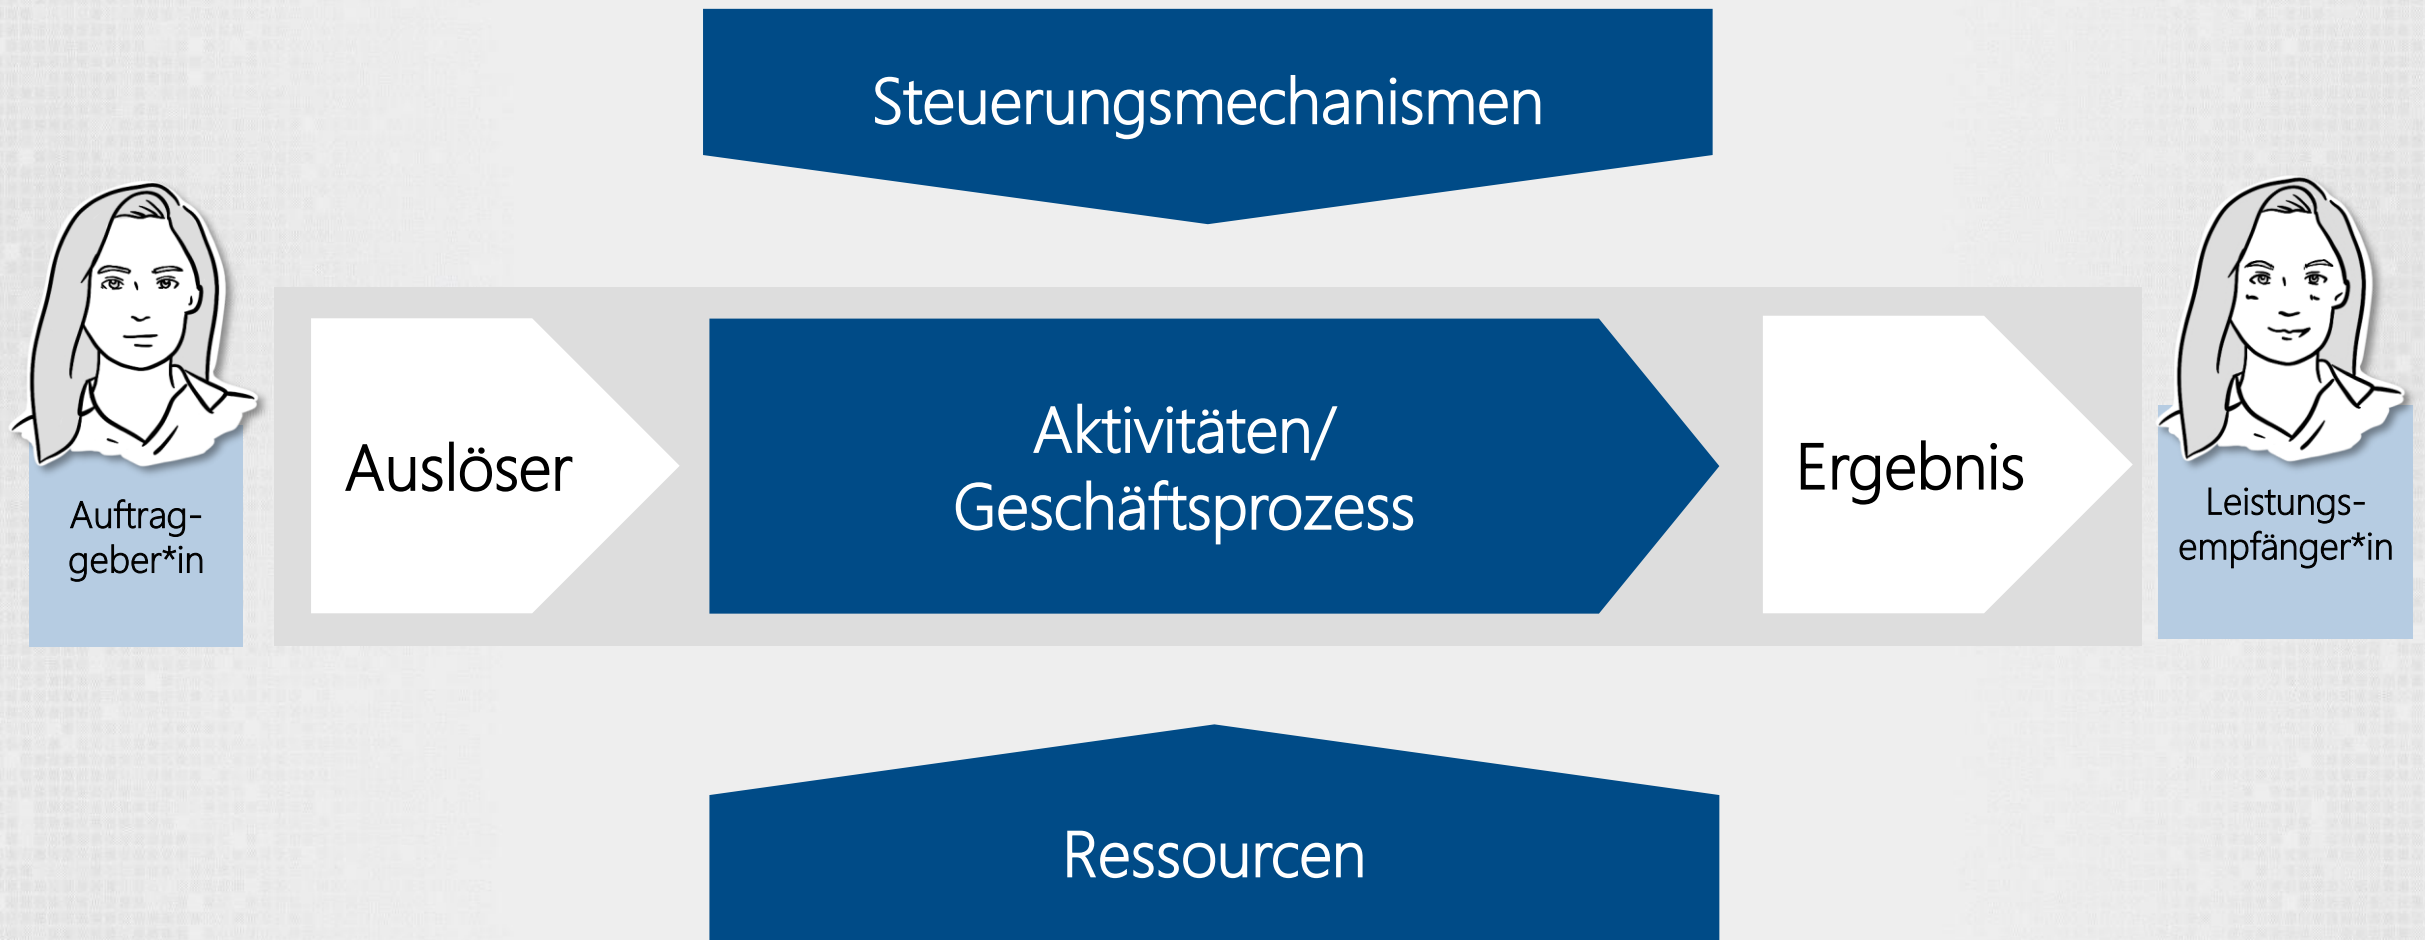 Steuerungsmechanismen
Auftrag-
geber*in
Auslöser
Aktivitäten/
Geschäftsprozess
Ergebnis
Leistungs-
empfänger*in
Ressourcen